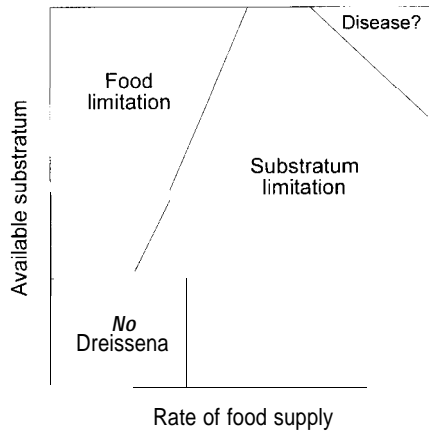 Disease?
Food
limitation
Substratum
limitation
Available substratum
No
Dreissena
Rate of food supply